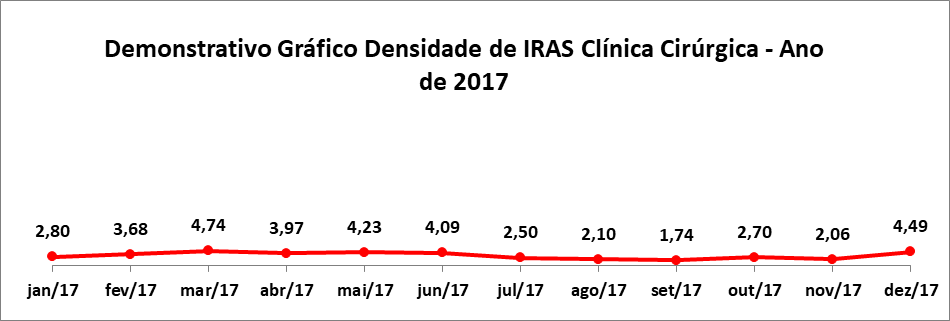 Demonstrativo Gráfico Densidade de IRAS Clínica Cirúrgica - Ano
de 2017
2,80 3,68 4,74 3,97 4,23 4,09 2,50 2,10 1,74 2,70 2,06 4,49
jan/17 fev/17 mar/17 abr/17 mai/17 jun/17 jul/17 ago/17 set/17 out/17 nov/17 dez/17